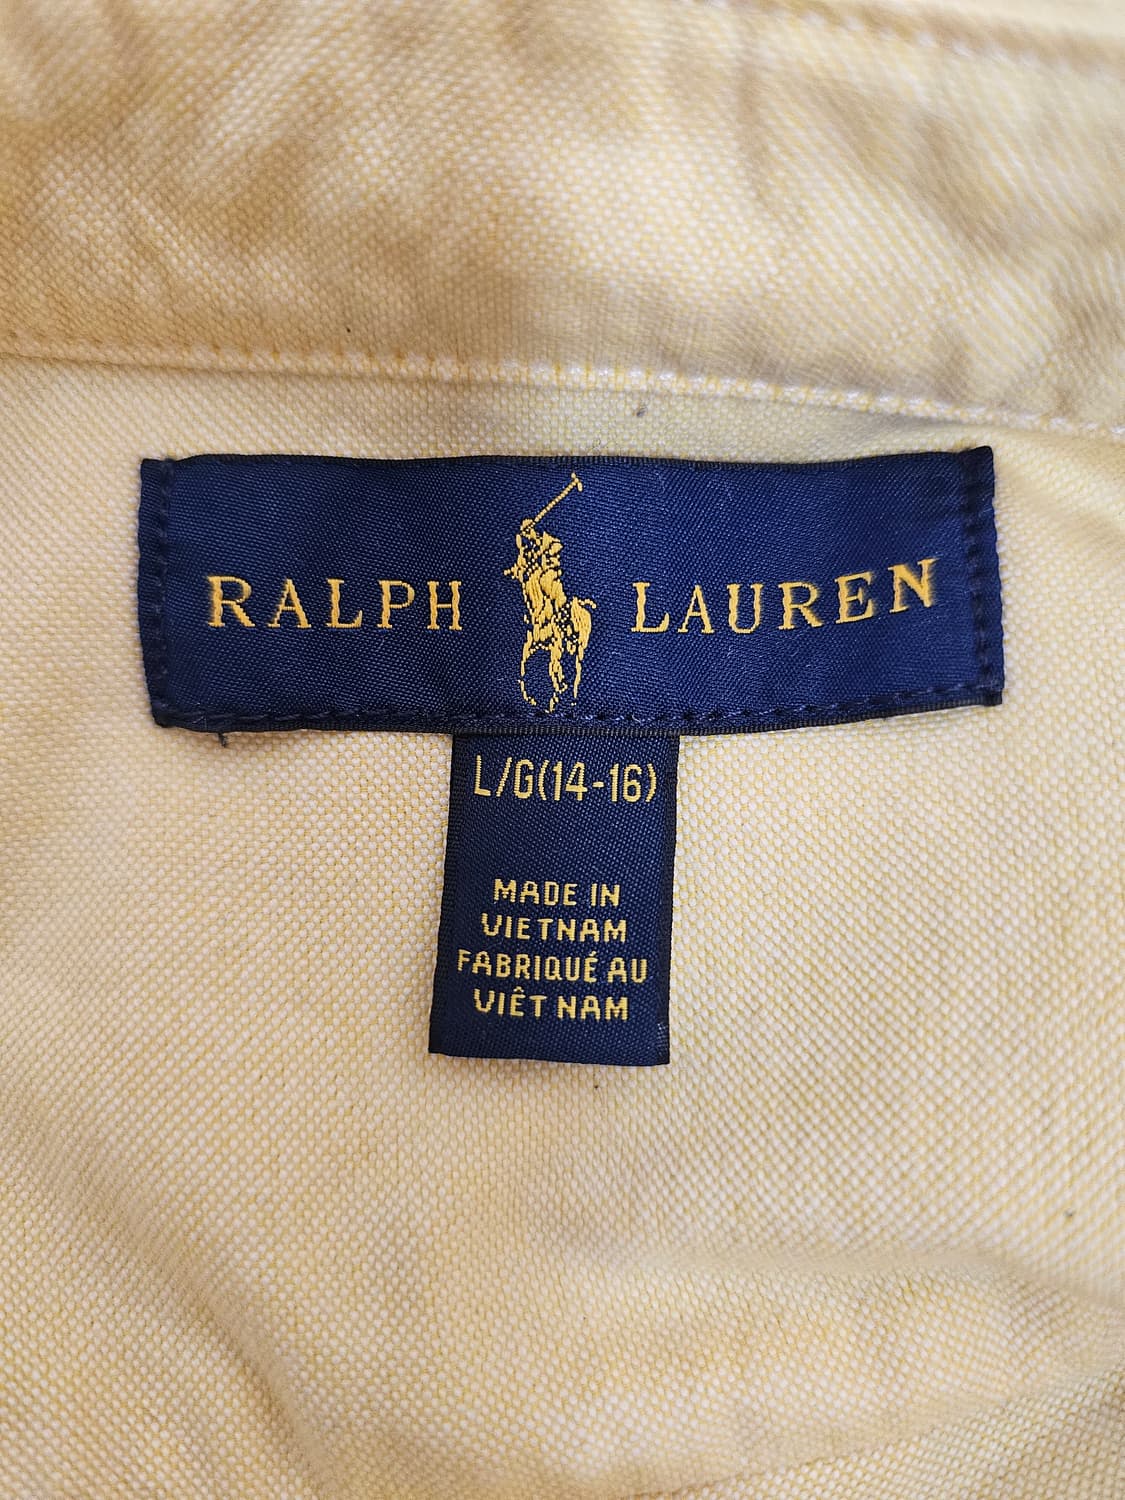 RALPH LAUREN
L/G(14-16)
MADE IN
VIETNAM
FABRIQUÉ AU
VIÊT NAM